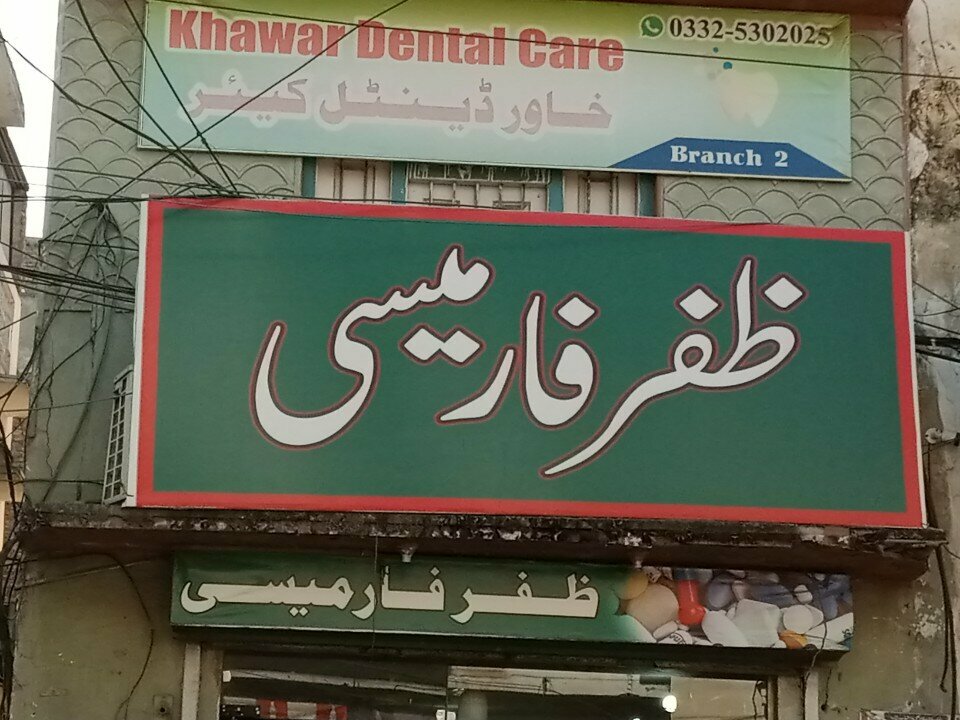 Khawar Dental Care
0332-5302025
خاور ڈینٹل کیئر
Branch 2
ظفر فارمیسی
ظفر فارمیسی